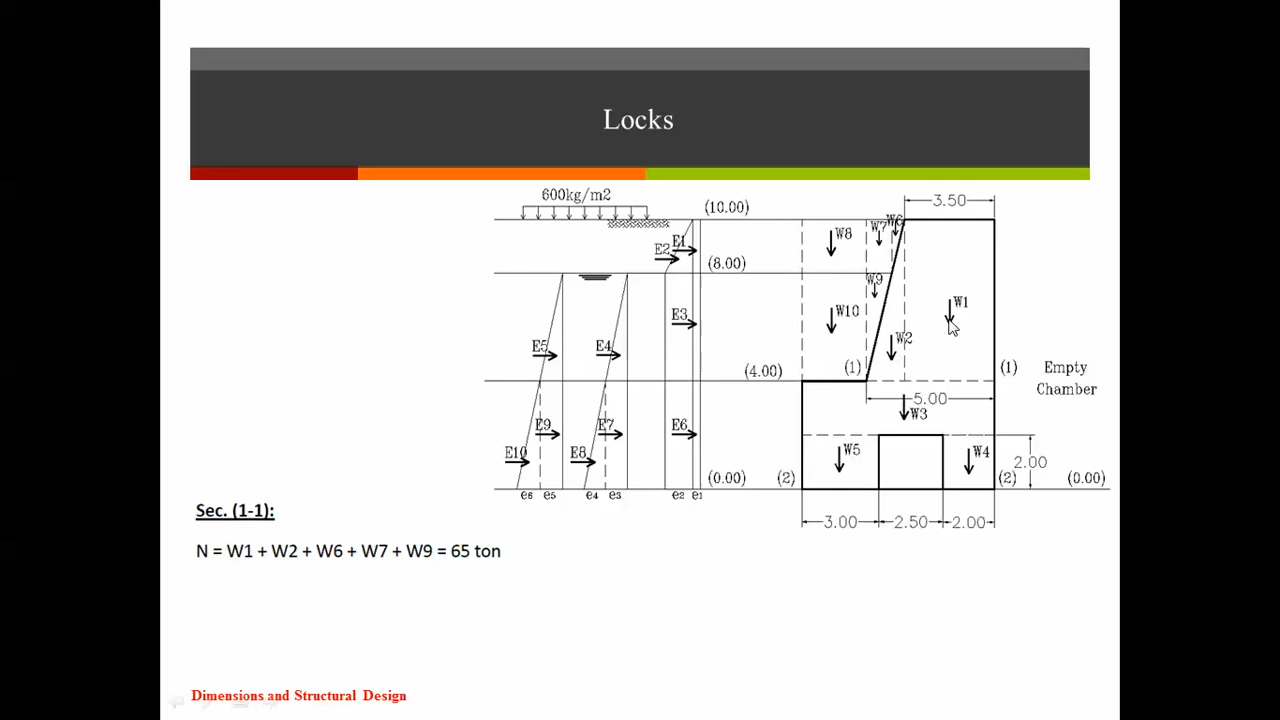 Locks
600kg/m2
3.50
(10.00)
W6
W7
W8
E1
E2
(8.00)
W9
W1
W10
E3
W2
E5
E4
(4.00)
(1)
(1)
Empty
Chamber
5.00
W3
E9
E7
E6
W5
W4
2.00
E10
E8
(0.00)
(2)
(2)
(0.00)
e6 e5 e4 e3 e2 e1
3.00 2.50 2.00
Sec. (1-1):
N = W1 + W2 + W6 + W7 + W9 = 65 ton
Dimensions and Structural Design